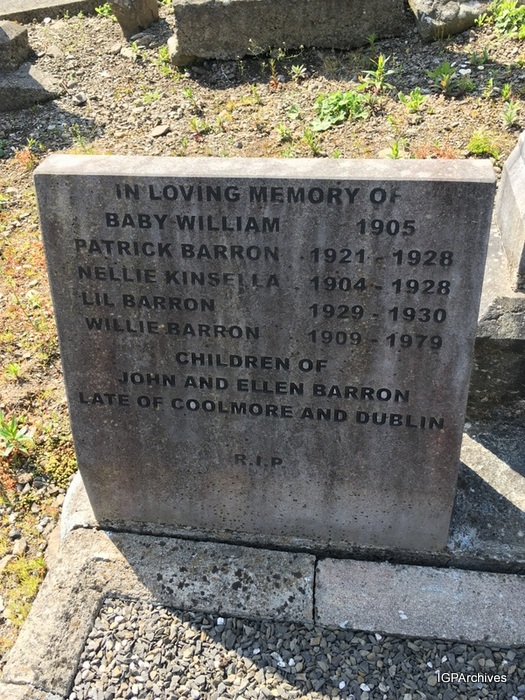 IN LOVING MEMORY OF
BABY WILLIAM 1905
PATRICK BARRON 1921 - 1928
NELLIE KINSELLA 1904 - 1928
LIL BARRON 1929 - 1930
WILLIE BARRON 1909 - 1979
CHILDREN OF
JOHN AND ELLEN BARRON
LATE OF COOLMORE AND DUBLIN
R.I.P
IGPArchives